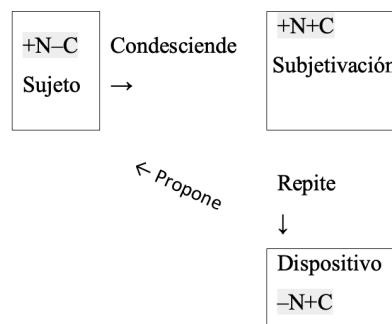 +N–C
Sujeto
Condesciende
→
+N+C
Subjetivación
← Propone
Repite
↓
Dispositivo
–N+C